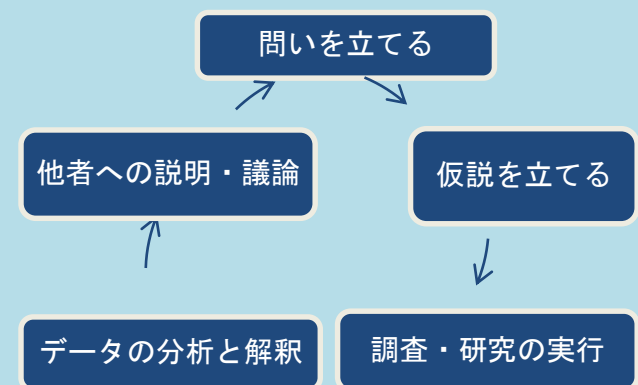 問いを立てる
他者への説明・議論
仮説を立てる
データの分析と解釈
調査・研究の実行